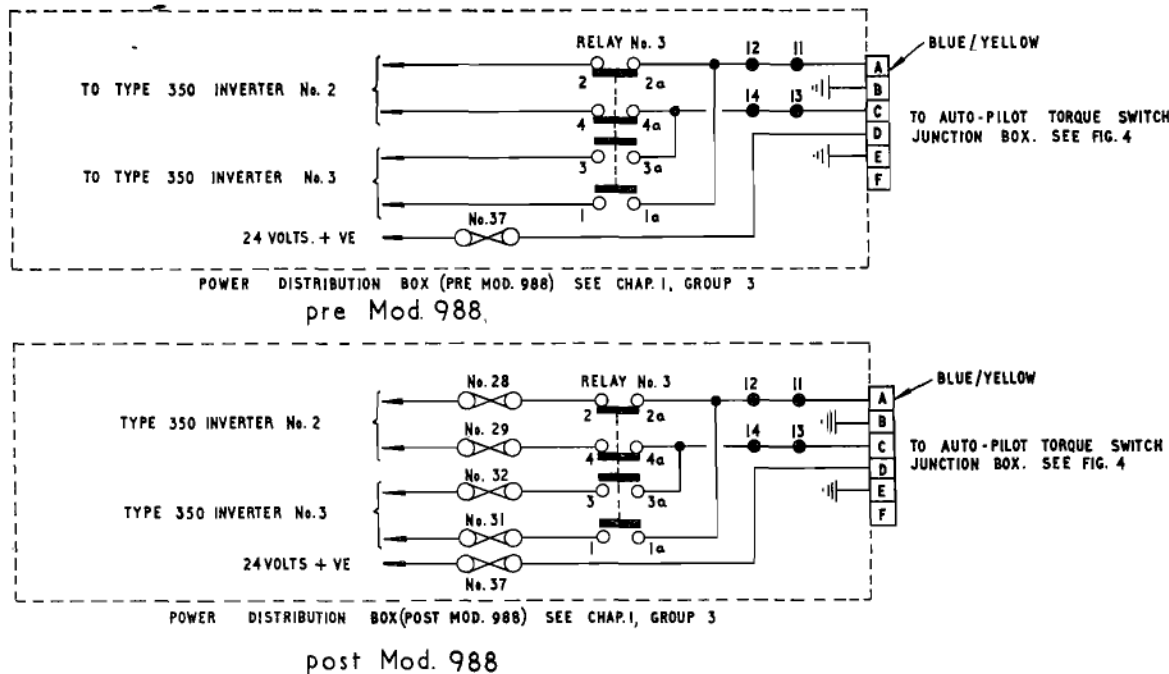 RELAY No. 3
12 11
BLUE/YELLOW
A
2 2a
B
TO TYPE 350 INVERTER No. 2
14 13
C
TO AUTO-PILOT TORQUE SWITCH
JUNCTION BOX. SEE FIG. 4
4 4a
D
3 3a
E
TO TYPE 350 INVERTER No. 3
F
1 1a
No. 37
24 VOLTS. + VE
POWER DISTRIBUTION BOX (PRE MOD. 988) SEE CHAP. 1, GROUP 3
pre Mod. 988.
No. 28
RELAY No. 3
12 11
BLUE/YELLOW
A
2 2a
B
TYPE 350 INVERTER No. 2
No. 29
14 13
C
TO AUTO-PILOT TORQUE SWITCH
JUNCTION BOX. SEE FIG. 4
4 4a
D
No. 32
E
3 3a
TYPE 350 INVERTER No. 3
F
No. 31
1 1a
24 VOLTS + VE
No. 37
POWER DISTRIBUTION BOX (POST MOD. 988) SEE CHAP. 1, GROUP 3
post Mod. 988